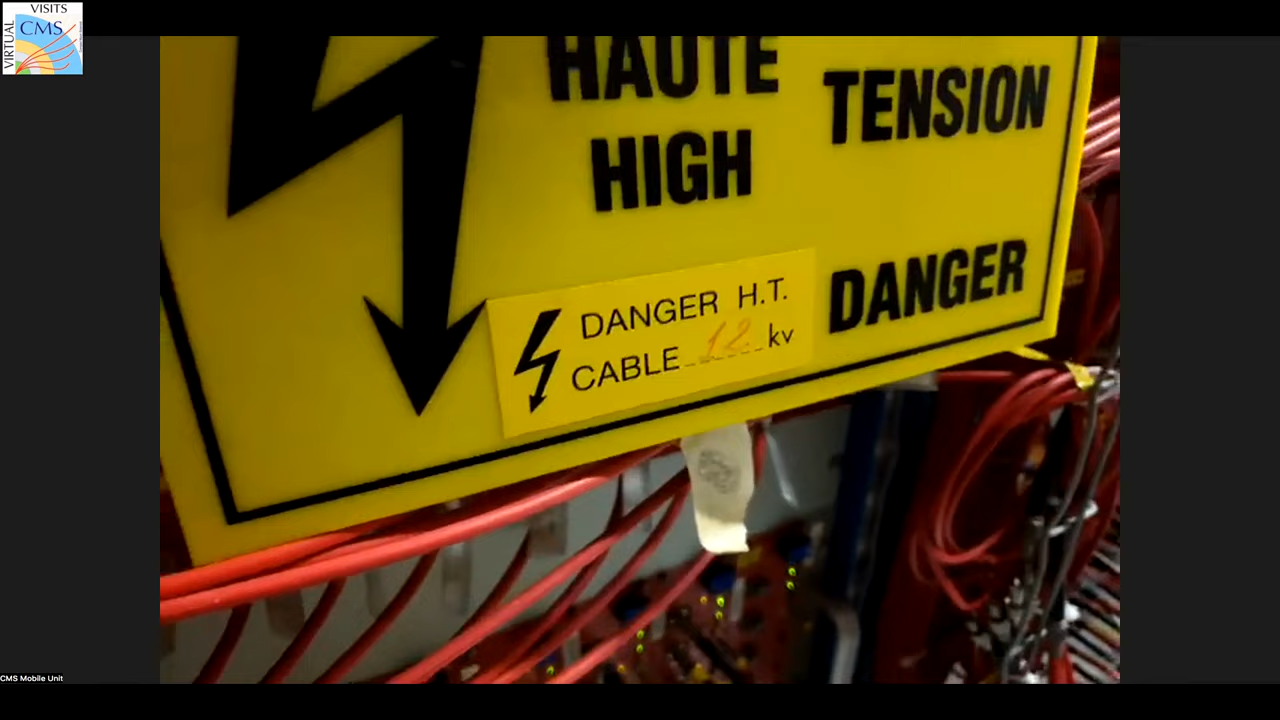 VISITS
CMS
VIRTUAL
HAUTE
TENSION
HIGH
DANGER
DANGER H.T.
CABLE 12 kv
CMS Mobile Unit